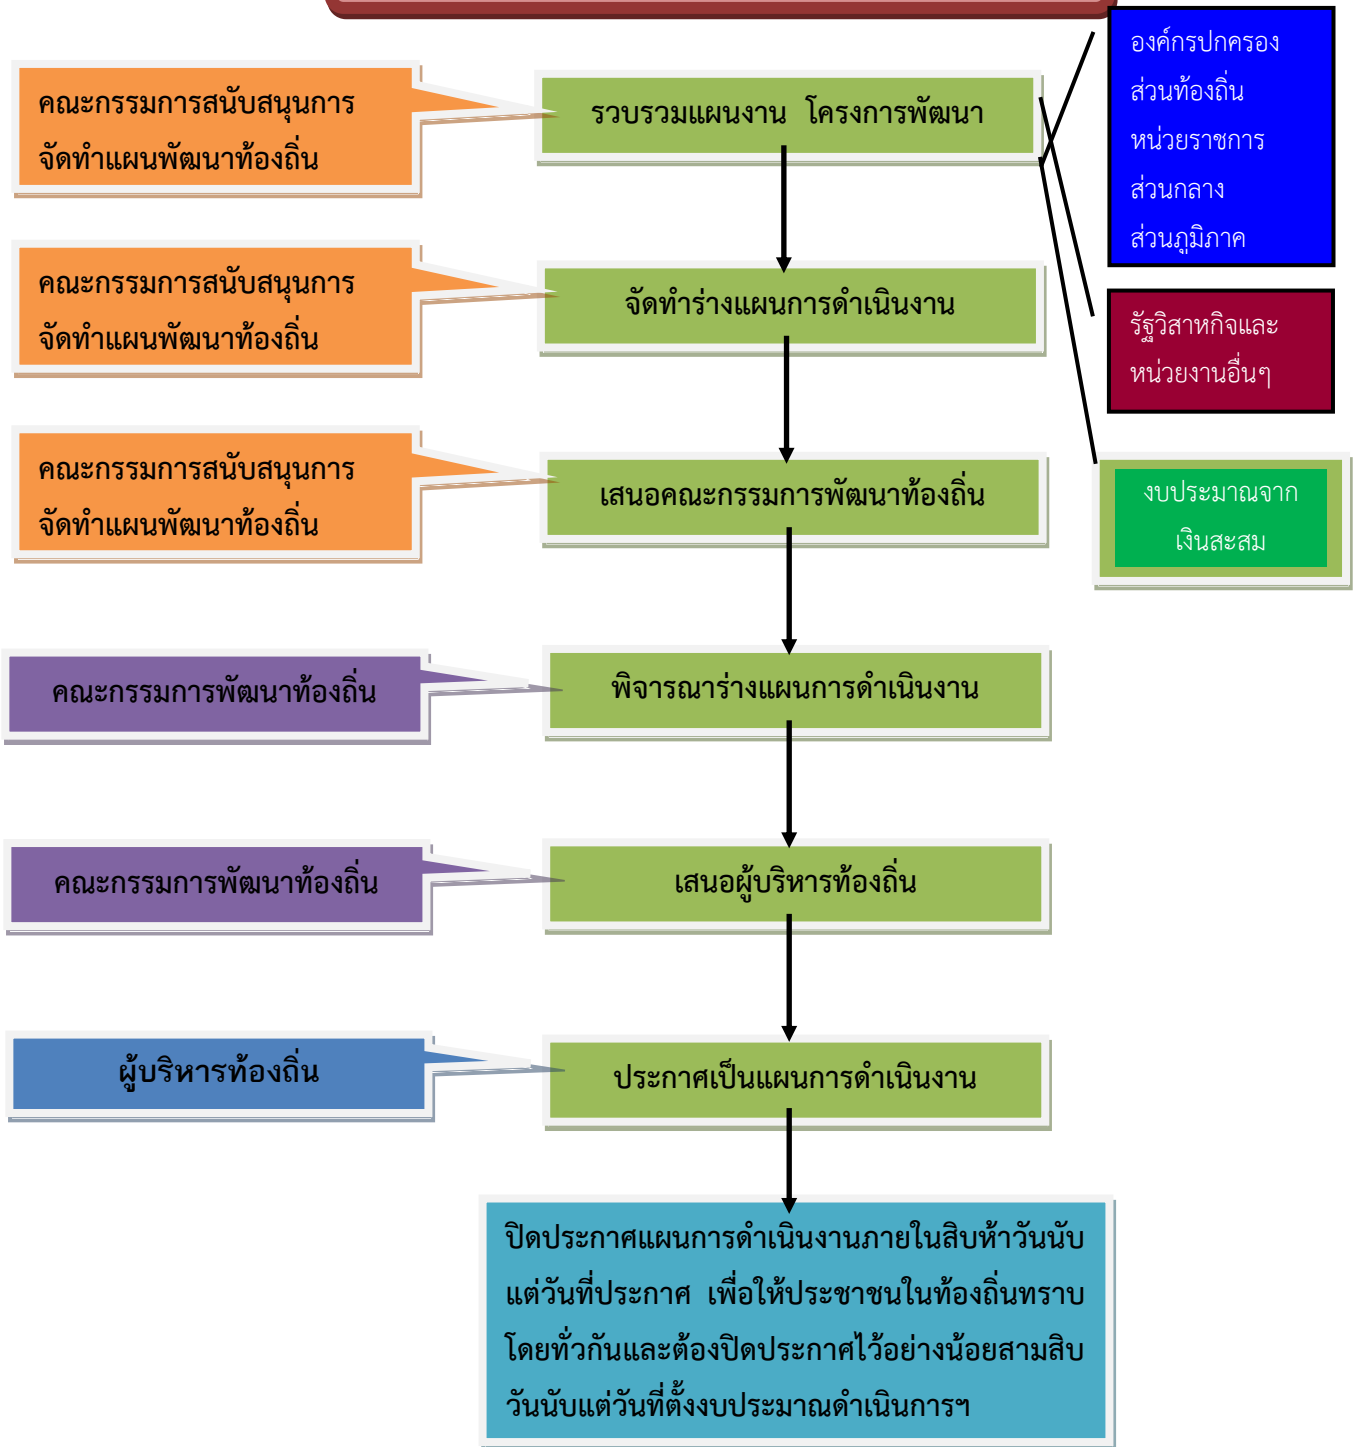 องค์กรปกครอง
ส่วนท้องถิ่น
หน่วยราชการ
ส่วนกลาง
ส่วนภูมิภาค
คณะกรรมการสนับสนุนการ
จัดทำแผนพัฒนาท้องถิ่น
รวบรวมแผนงาน โครงการพัฒนา
คณะกรรมการสนับสนุนการ
จัดทำแผนพัฒนาท้องถิ่น
จัดทำร่างแผนการดำเนินงาน
รัฐวิสาหกิจและ
หน่วยงานอื่นๆ
คณะกรรมการสนับสนุนการ
จัดทำแผนพัฒนาท้องถิ่น
เสนอคณะกรรมการพัฒนาท้องถิ่น
งบประมาณจาก
เงินสะสม
คณะกรรมการพัฒนาท้องถิ่น
พิจารณาร่างแผนการดำเนินงาน
คณะกรรมการพัฒนาท้องถิ่น
เสนอผู้บริหารท้องถิ่น
ผู้บริหารท้องถิ่น
ประกาศเป็นแผนการดำเนินงาน
ปิดประกาศแผนการดำเนินงานภายในสิบห้าวันนับ
แต่วันที่ประกาศ เพื่อให้ประชาชนในท้องถิ่นทราบ
โดยทั่วกันและต้องปิดประกาศไว้อย่างน้อยสามสิบ
วันนับแต่วันที่ตั้งงบประมาณดำเนินการฯ